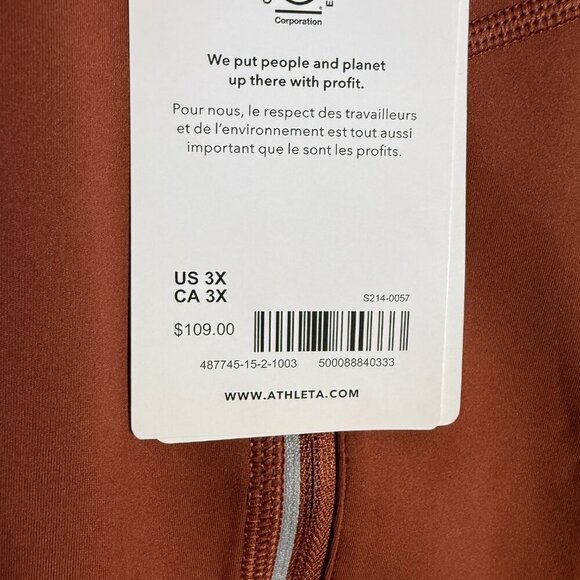 Corporation
We put people and planet
up there with profit.
Pour nous, le respect des travailleurs
et de l'environnement est tout aussi
important que le sont les profits.
US 3X
CA 3X
S214-0057
$109.00
487745-15-2-1003 500088840333
WWW.ATHLETA.COM